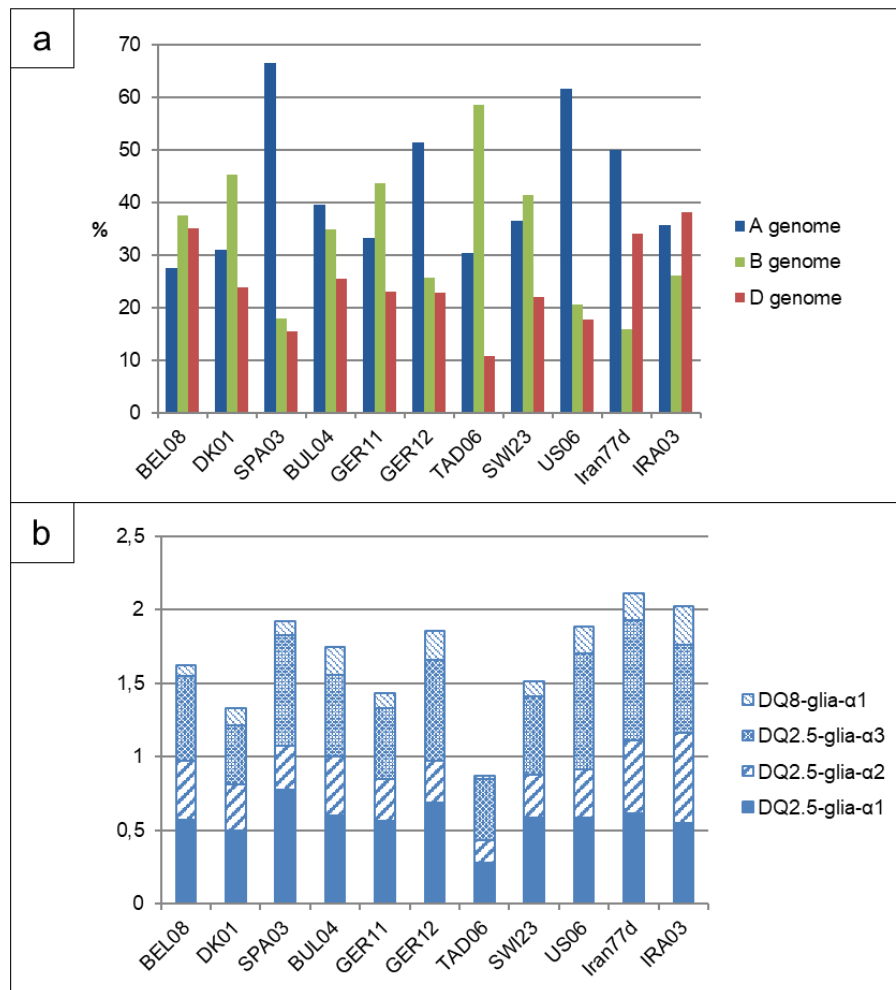 a
70
60
50
40
30
20
10
0
%
BEL08
DK01
SPA03
BUL04
GER11
GER12
TAD06
SWI23
US06
Iran77d
IRA03
A genome
B genome
D genome
b
2,5
2
1,5
1
0,5
0
BEL08
DK01
SPA03
BUL04
GER11
GER12
TAD06
SWI23
US06
Iran77d
IRA03
DQ8-glia-α1
DQ2.5-glia-α3
DQ2.5-glia-α2
DQ2.5-glia-α1